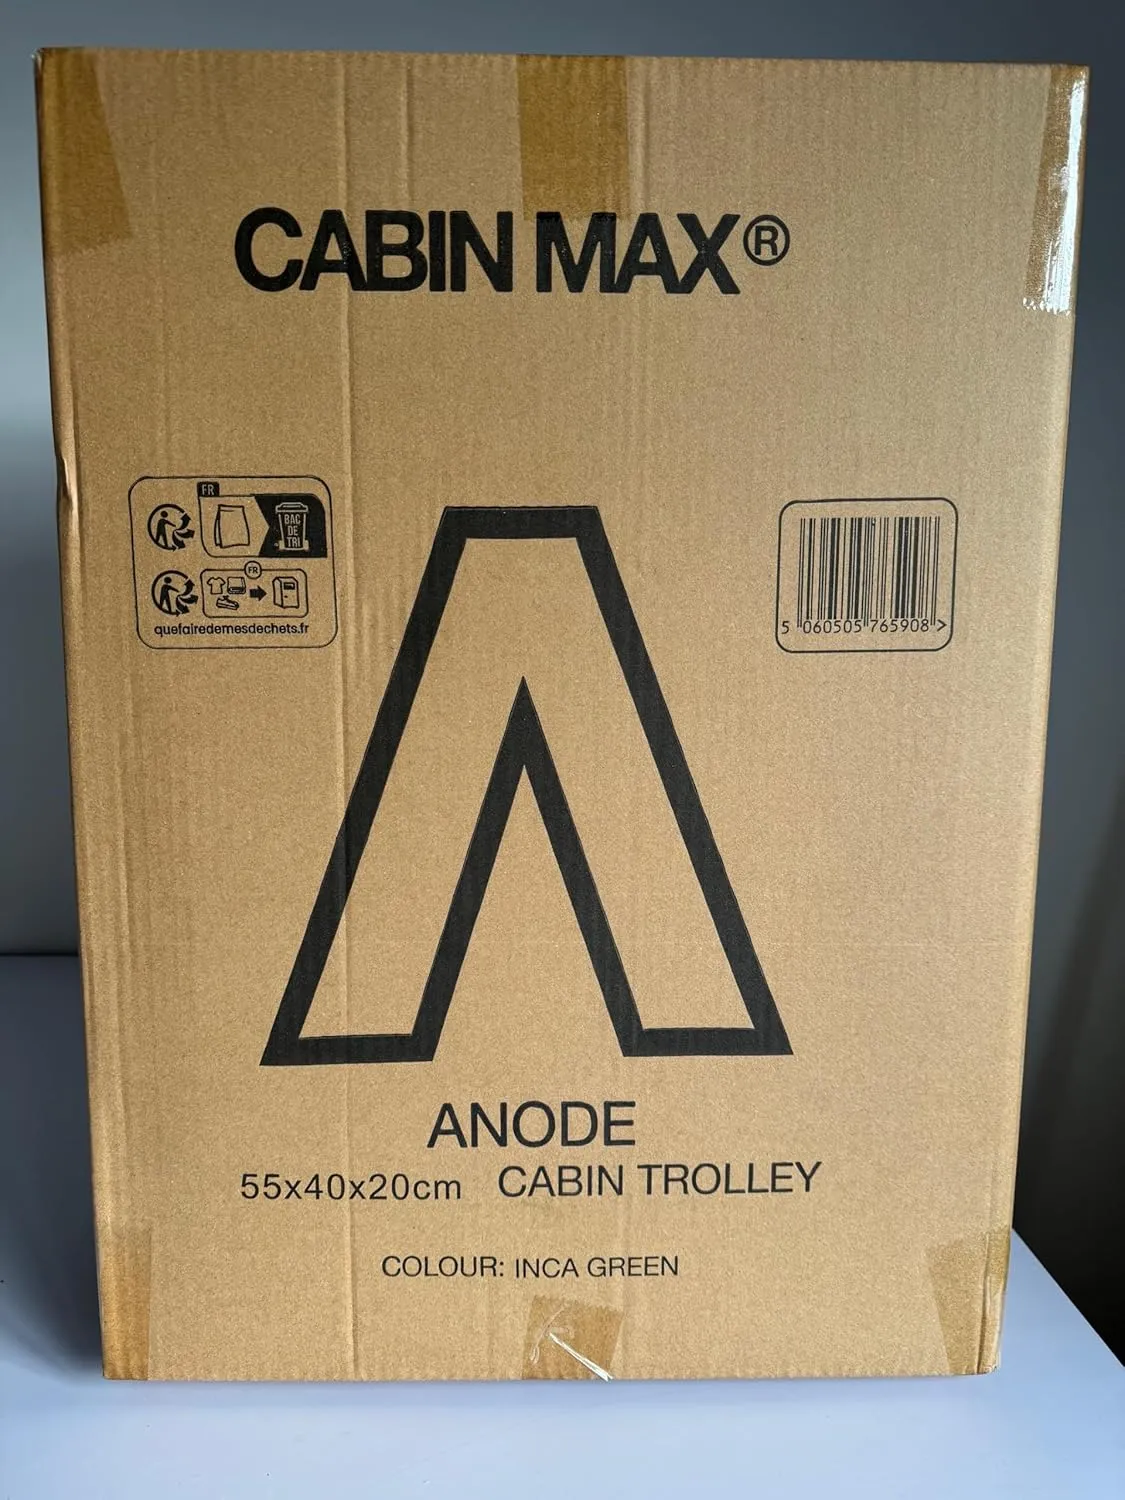 CABIN MAX®
FR
BAC
DE
TRI
FR
quefairedemesdechets.fr
5 060505 765908 >
ANODE
55x40x20cm CABIN TROLLEY
COLOUR: INCA GREEN